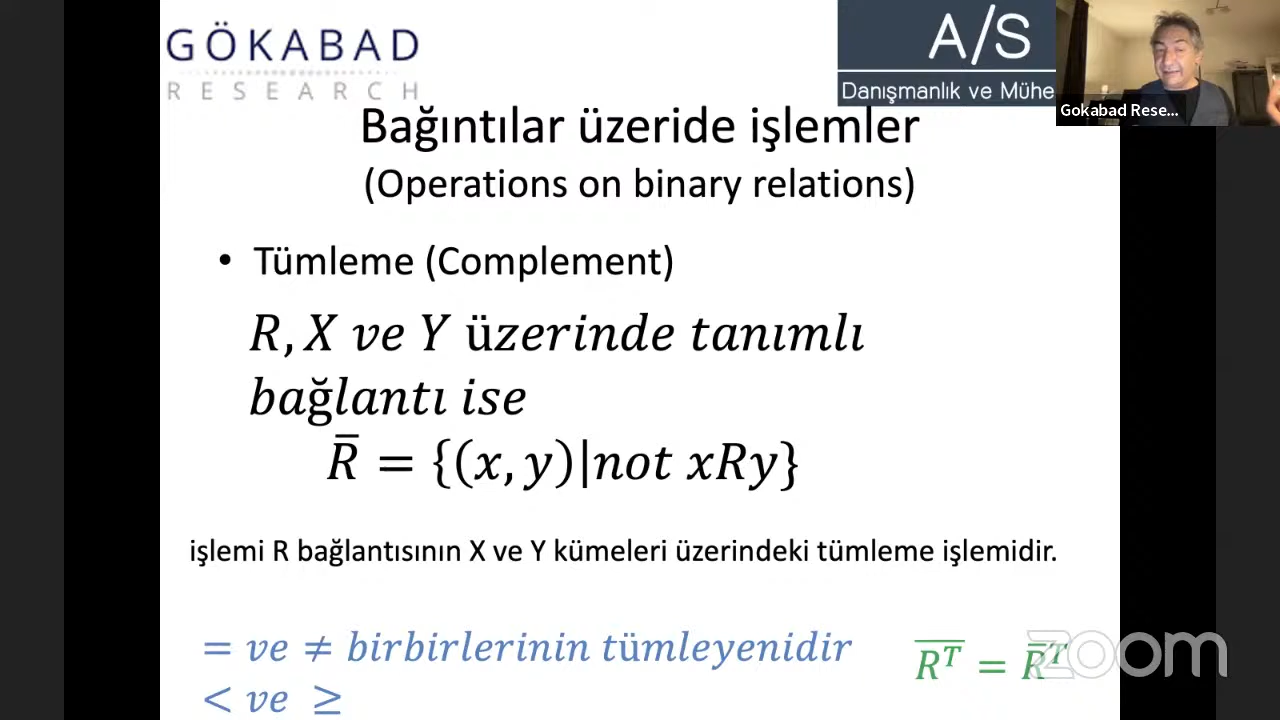 GÖKABAD
RESEARCH
A/S
Danışmanlık ve Mühe
Gokabad Rese...
Bağıntılar üzeride işlemler
(Operations on binary relations)
• Tümleme (Complement)
R, X ve Y üzerinde tanımlı
bağlantı ise
R̅ = {(x, y)|not xRy}
işlemi R bağlantısının X ve Y kümeleri üzerindeki tümleme işlemidir.
= ve ≠ birbirlerinin tümleyenidir
< ve ≥
R̅ᵀ̅ = R̅ᵀ
zoom